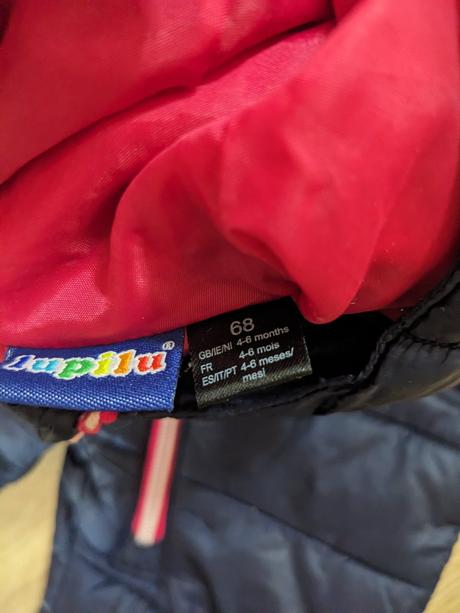 lupilu®
68
GB/IE/NI 4-6 months
FR 4-6 mois
ES/IT/PT 4-6 meses/
mesi